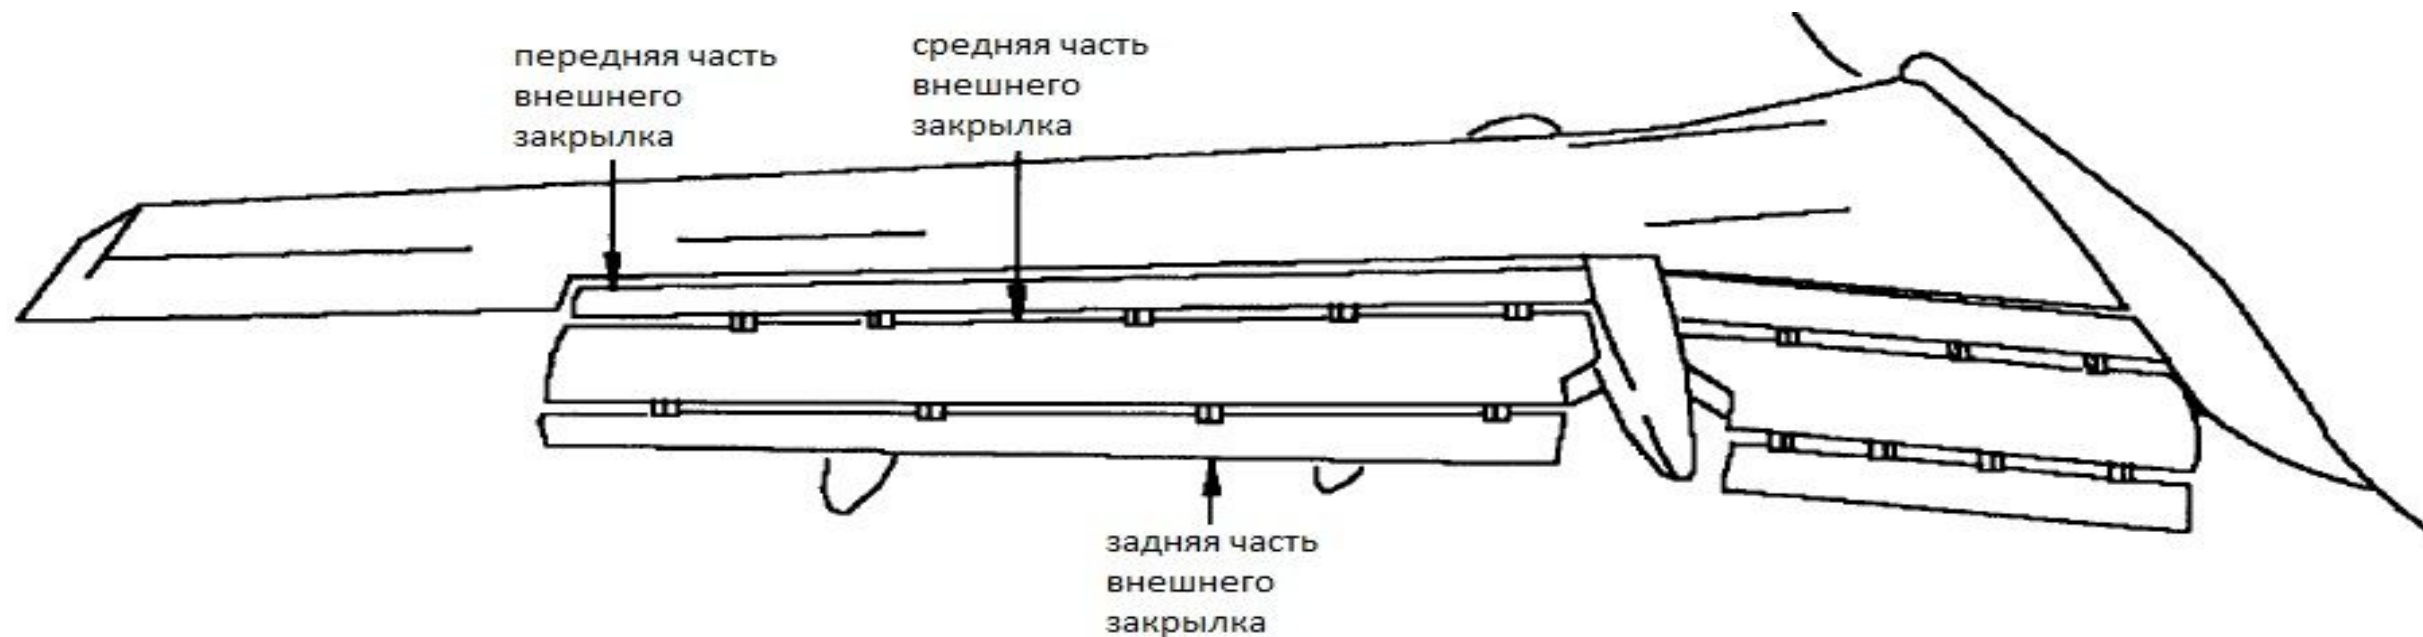 передняя часть
внешнего
закрылка
средняя часть
внешнего
закрылка
задняя часть
внешнего
закрылка